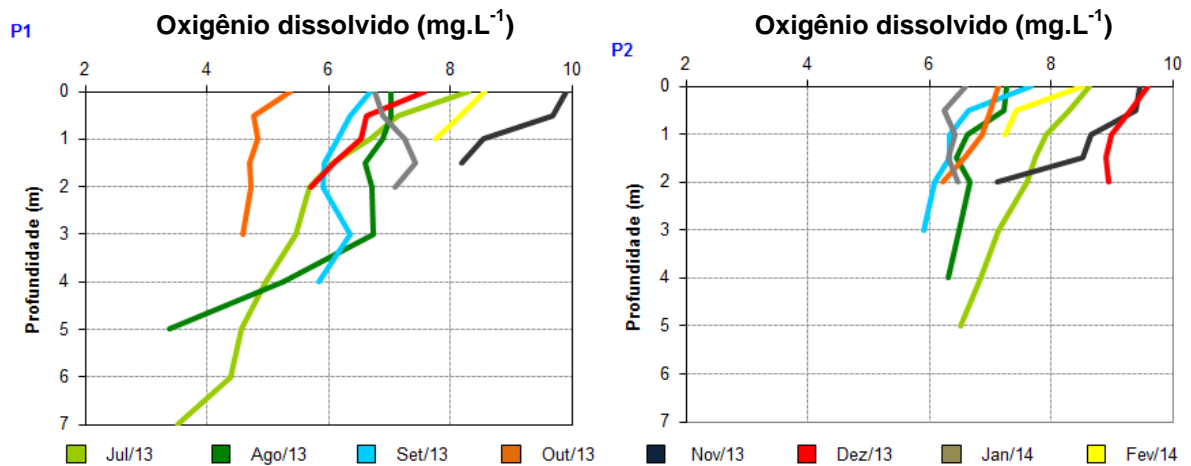 P1
Oxigênio dissolvido (mg.L⁻¹)
2 4 6 8 10
0
1
2
3
4
5
6
7
Profundidade (m)
P2
Oxigênio dissolvido (mg.L⁻¹)
2 4 6 8 10
0
1
2
3
4
5
6
7
Profundidade (m)
Jul/13 Ago/13 Set/13 Out/13 Nov/13 Dez/13 Jan/14 Fev/14